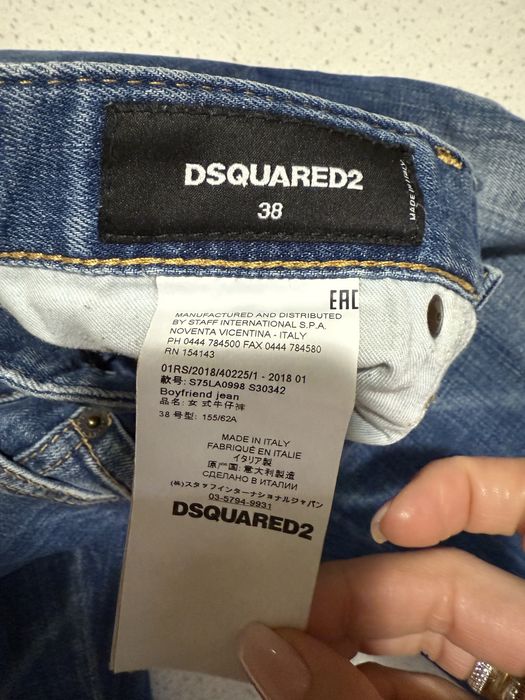 DSQUARED2
38
MADE IN ITALY
EAC
MANUFACTURED AND DISTRIBUTED
BY STAFF INTERNATIONAL S.P.A.
NOVENTA VICENTINA - ITALY
PH 0444 784500 FAX 0444 784580
RN 154143
01RS/2018/40225/1 - 2018 01
款号: S75LA0998 S30342
Boyfriend jean
品名: 女式牛仔裤
38 号型: 155/62A
MADE IN ITALY
FABRIQUÉ EN ITALIE
イタリア製
原产国: 意大利製造
СДЕЛАНО В ИТАЛИИ
(株)スタッフインターナショナルジャパン
03-5794-9931
DSQUARED2